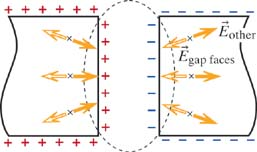 + + + + + +
− − − − − −
E⃗other
E⃗gap faces
+ + + + + +
− − − − − −